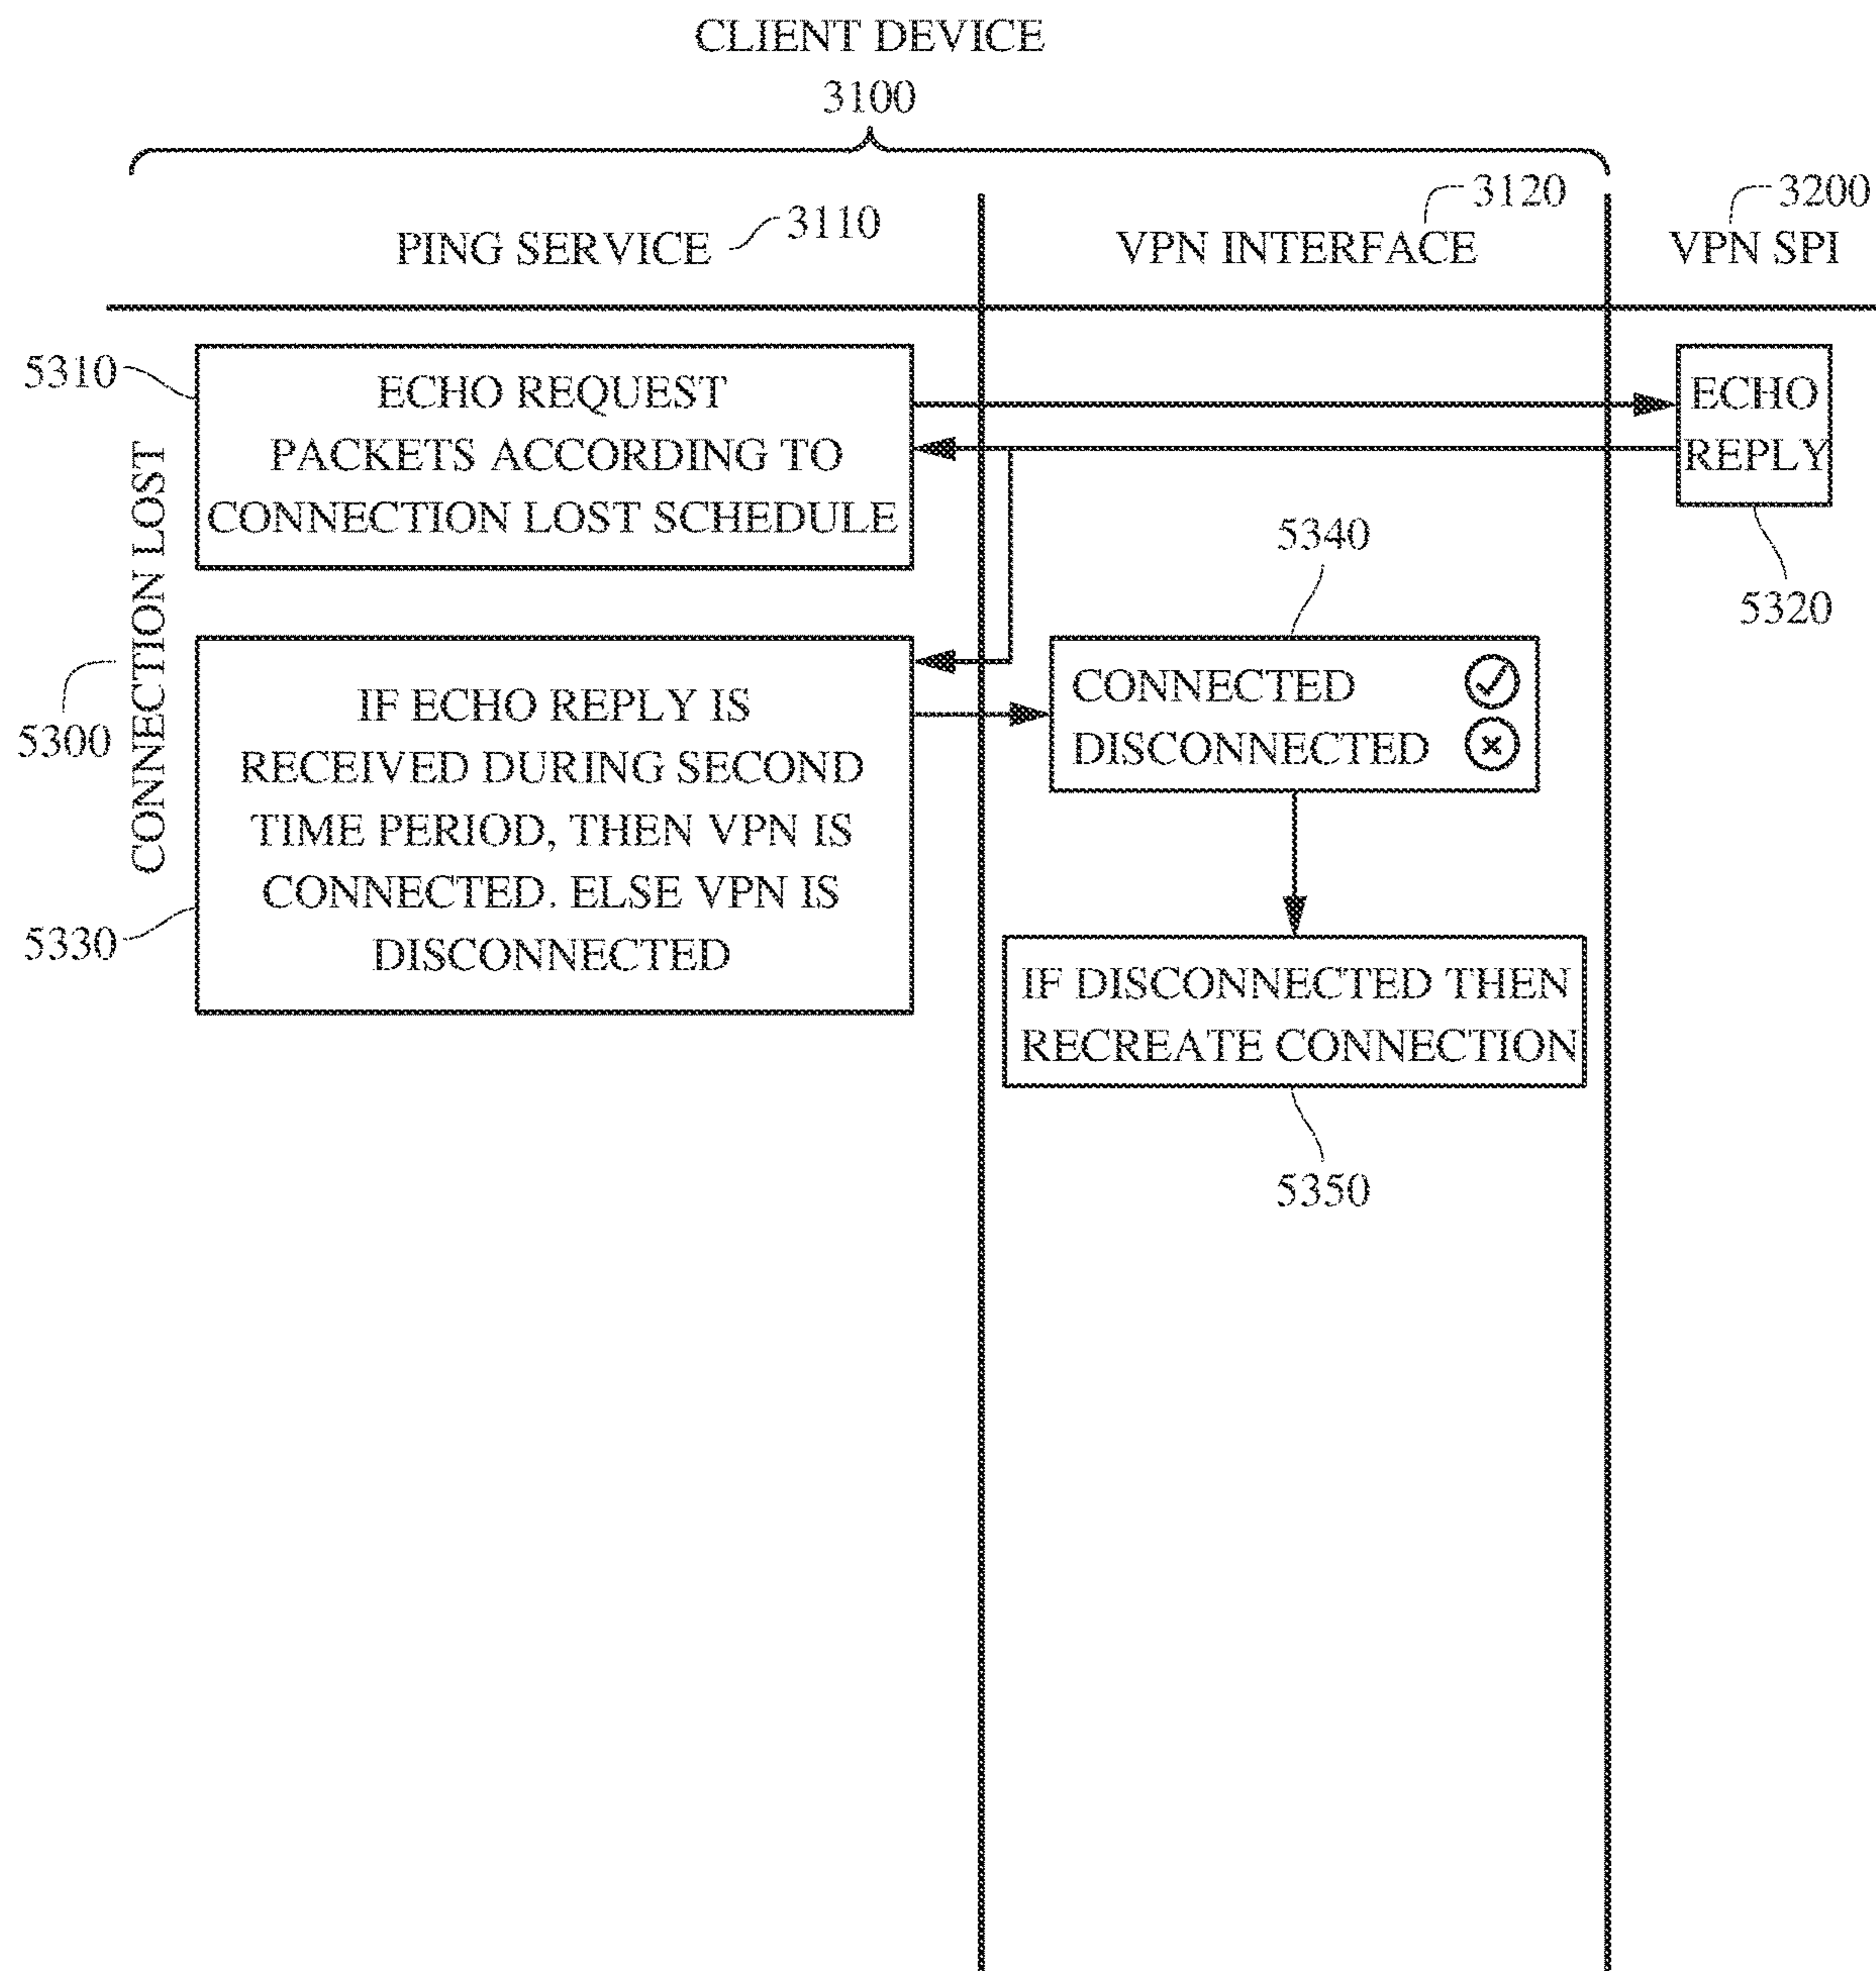 CLIENT DEVICE
3100
PING SERVICE
3110
VPN INTERFACE
3120
VPN SPI
3200
CONNECTION LOST
5300
5310
ECHO REQUEST
PACKETS ACCORDING TO
CONNECTION LOST SCHEDULE
ECHO
REPLY
5320
5330
IF ECHO REPLY IS
RECEIVED DURING SECOND
TIME PERIOD, THEN VPN IS
CONNECTED. ELSE VPN IS
DISCONNECTED
5340
CONNECTED
DISCONNECTED
IF DISCONNECTED THEN
RECREATE CONNECTION
5350